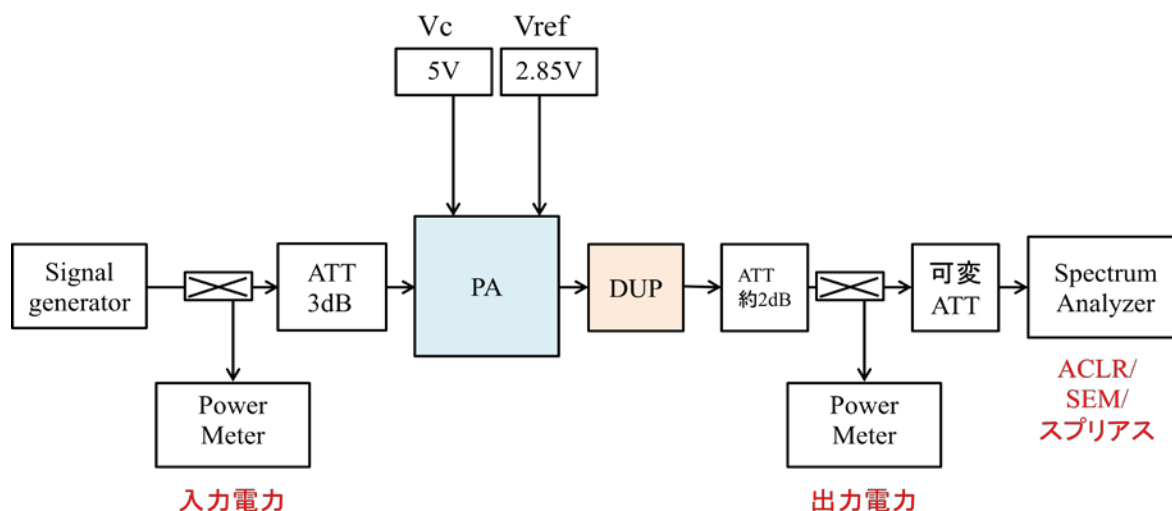 Vc
Vref
5V
2.85V
Signal
generator
ATT
3dB
PA
DUP
ATT
約2dB
可変
ATT
Spectrum
Analyzer
Power
Meter
Power
Meter
ACLR/
SEM/
スプリアス
入力電力
出力電力